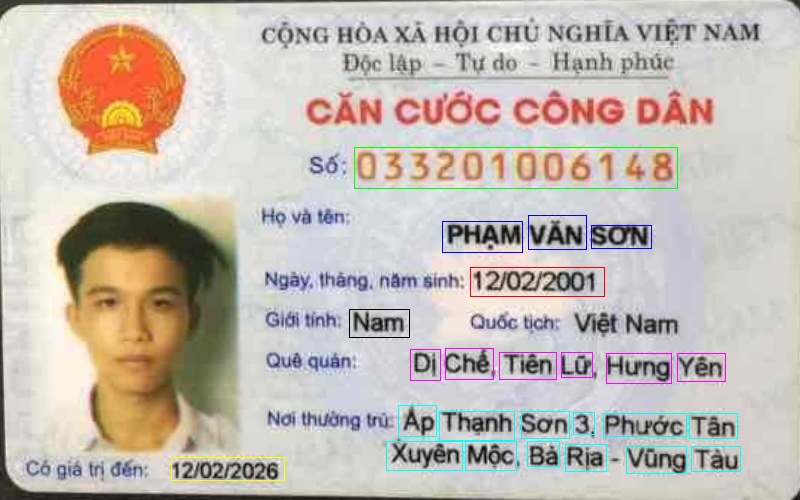 CỘNG HÒA XÃ HỘI CHỦ NGHĨA VIỆT NAM
Độc lập - Tự do - Hạnh phúc
CĂN CƯỚC CÔNG DÂN
Số: 033201006148
Họ và tên:
PHẠM VĂN SƠN
Ngày, tháng, năm sinh: 12/02/2001
Giới tính: Nam Quốc tịch: Việt Nam
Quê quán: Dị Chế, Tiên Lữ, Hưng Yên
Nơi thường trú: Ấp Thạnh Sơn 3, Phước Tân
Xuyên Mộc, Bà Rịa - Vũng Tàu
Có giá trị đến: 12/02/2026